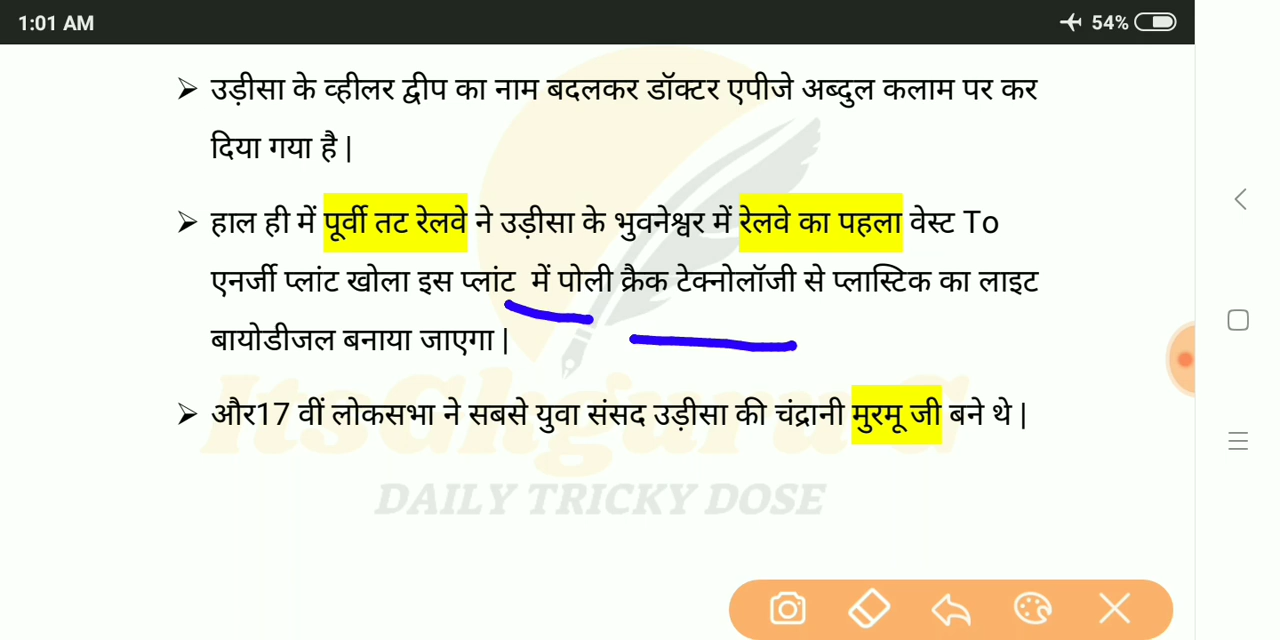 1:01 AM 54%
➢ उड़ीसा के व्हीलर द्वीप का नाम बदलकर डॉक्टर एपीजे अब्दुल कलाम पर कर
दिया गया है |
➢ हाल ही में पूर्वी तट रेलवे ने उड़ीसा के भुवनेश्वर में रेलवे का पहला वेस्ट To
एनर्जी प्लांट खोला इस प्लांट में पोली क्रैक टेक्नोलॉजी से प्लास्टिक का लाइट
बायोडीजल बनाया जाएगा |
➢ और17 वीं लोकसभा ने सबसे युवा संसद उड़ीसा की चंद्रानी मुरमू जी बने थे |
ItsGhguru G
DAILY TRICKY DOSE